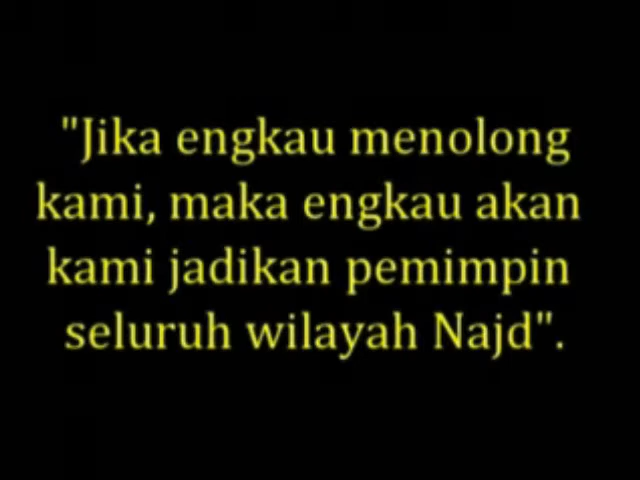 "Jika engkau menolong
kami, maka engkau akan
kami jadikan pemimpin
seluruh wilayah Najd".